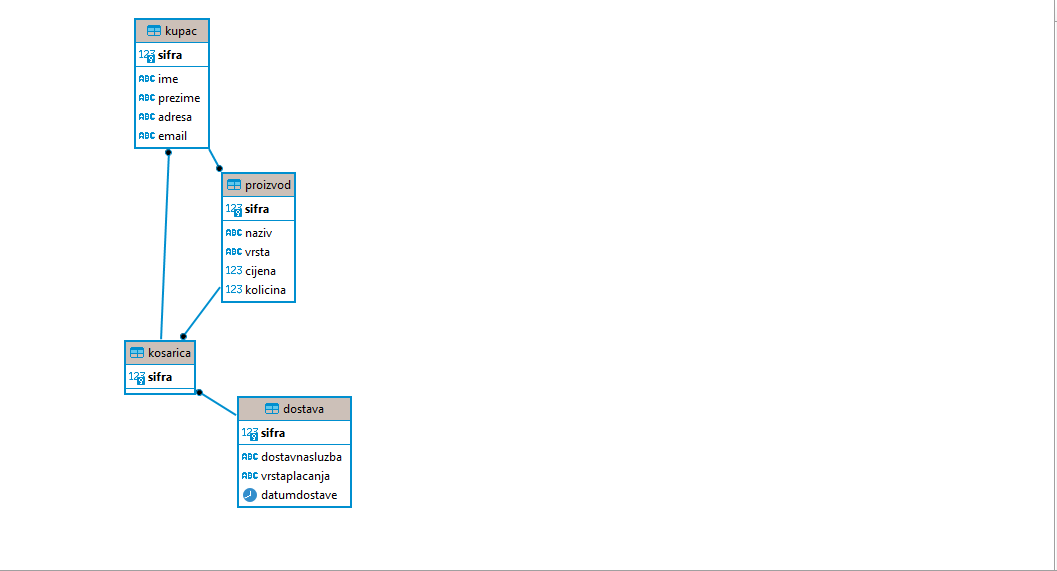 kupac
123 sifra
ABC ime
ABC prezime
ABC adresa
ABC email
proizvod
123 sifra
ABC naziv
ABC vrsta
123 cijena
123 kolicina
kosarica
123 sifra
dostava
123 sifra
ABC dostavnasluzba
ABC vrstaplacanja
datumdostave